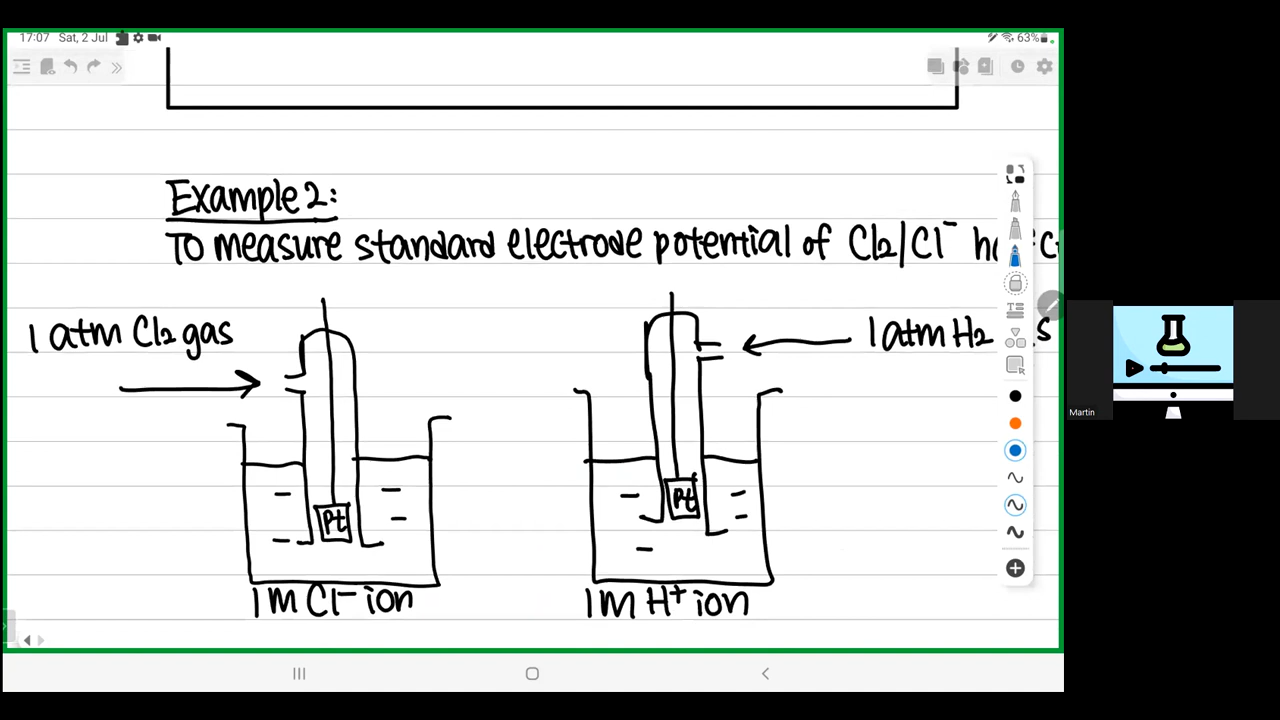 17:07 Sat, 2 Jul 63%
Example 2:
To measure standard electrode potential of Cl2/Cl⁻
1 atm Cl2 gas
1 atm H2
Pt
Pt
1 M Cl⁻ ion
1 M H⁺ ion
Martin